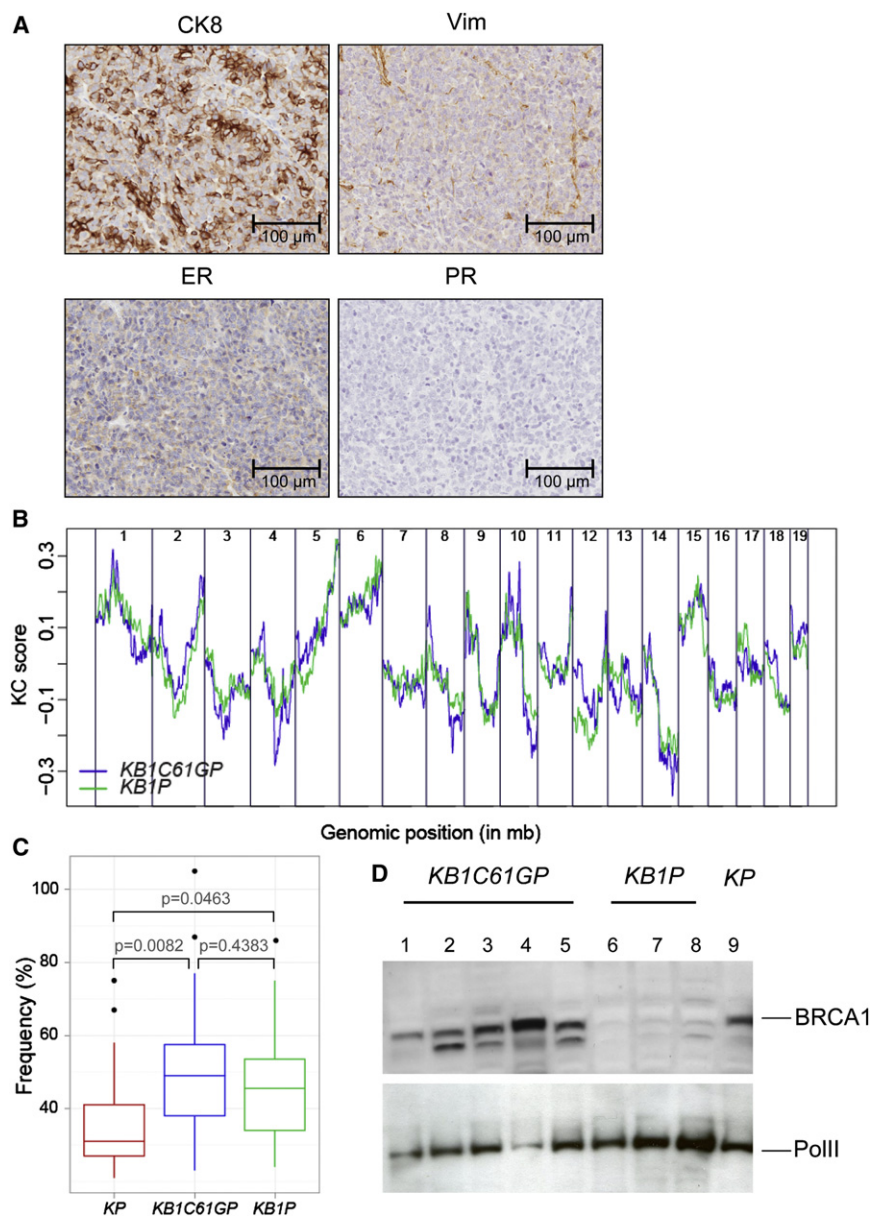 A
CK8 Vim
100 µm 100 µm
ER PR
100 µm 100 µm
B
1 2 3 4 5 6 7 8 9 10 11 12 13 14 15 16 17 18 19
KC score
0.3
0.1
−0.1
−0.3
KB1C61GP
KB1P
Genomic position (in mb)
C
Frequency (%)
100
80
60
40
p=0.0463
p=0.0082 p=0.4383
KP KB1C61GP KB1P
D
KB1C61GP KB1P KP
1 2 3 4 5 6 7 8 9
BRCA1
PolII